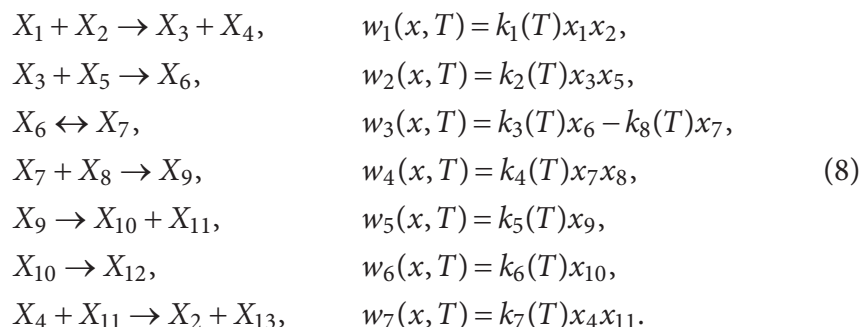 X₁ + X₂ → X₃ + X₄, w₁(x, T) = k₁(T)x₁x₂,
X₃ + X₅ → X₆, w₂(x, T) = k₂(T)x₃x₅,
X₆ ↔ X₇, w₃(x, T) = k₃(T)x₆ − k₈(T)x₇,
X₇ + X₈ → X₉, w₄(x, T) = k₄(T)x₇x₈, (8)
X₉ → X₁₀ + X₁₁, w₅(x, T) = k₅(T)x₉,
X₁₀ → X₁₂, w₆(x, T) = k₆(T)x₁₀,
X₄ + X₁₁ → X₂ + X₁₃, w₇(x, T) = k₇(T)x₄x₁₁.